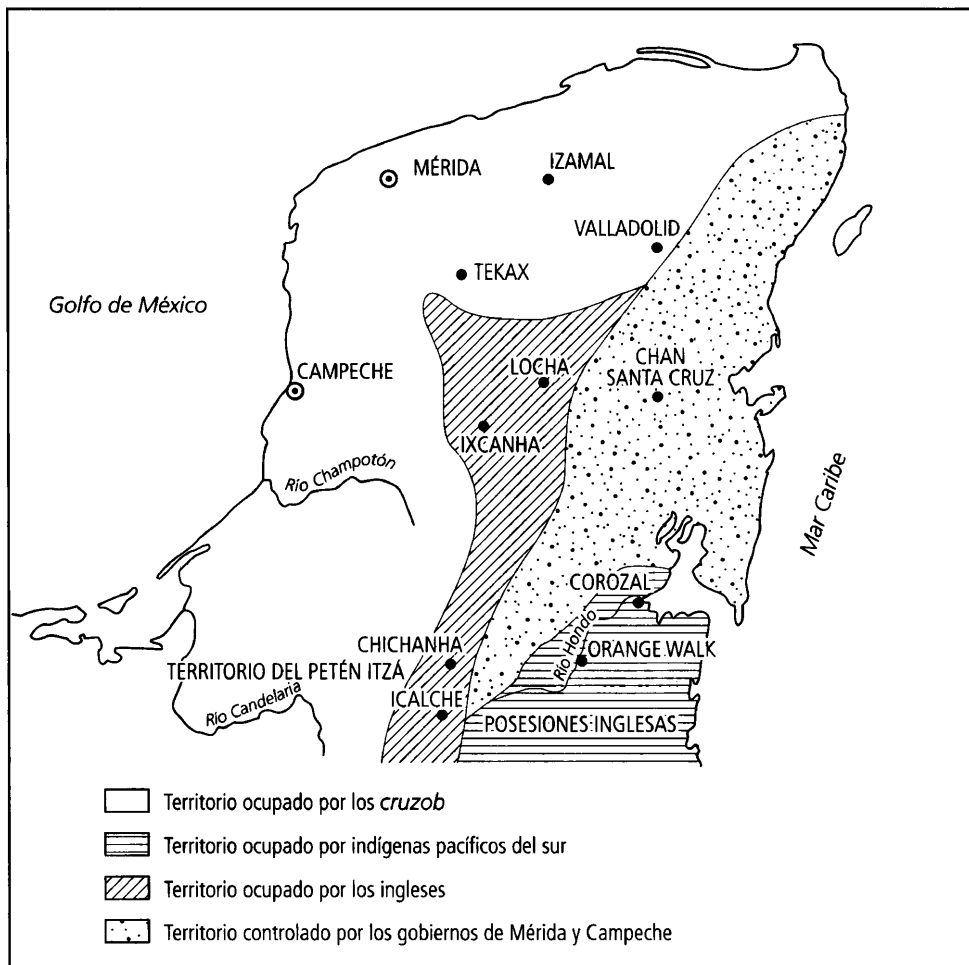 MÉRIDA
IZAMAL
VALLADOLID
TEKAX
Golfo de México
LOCHA
CHAN
SANTA CRUZ
CAMPECHE
IXCANHA
Río Champotón
Mar Caribe
COROZAL
Río Hondo
ORANGE WALK
CHICHANHA
TERRITORIO DEL PETÉN ITZÁ
ICALCHE
Río Candelaria
POSESIONES INGLESAS
Territorio ocupado por los cruzob
Territorio ocupado por indígenas pacíficos del sur
Territorio ocupado por los ingleses
Territorio controlado por los gobiernos de Mérida y Campeche